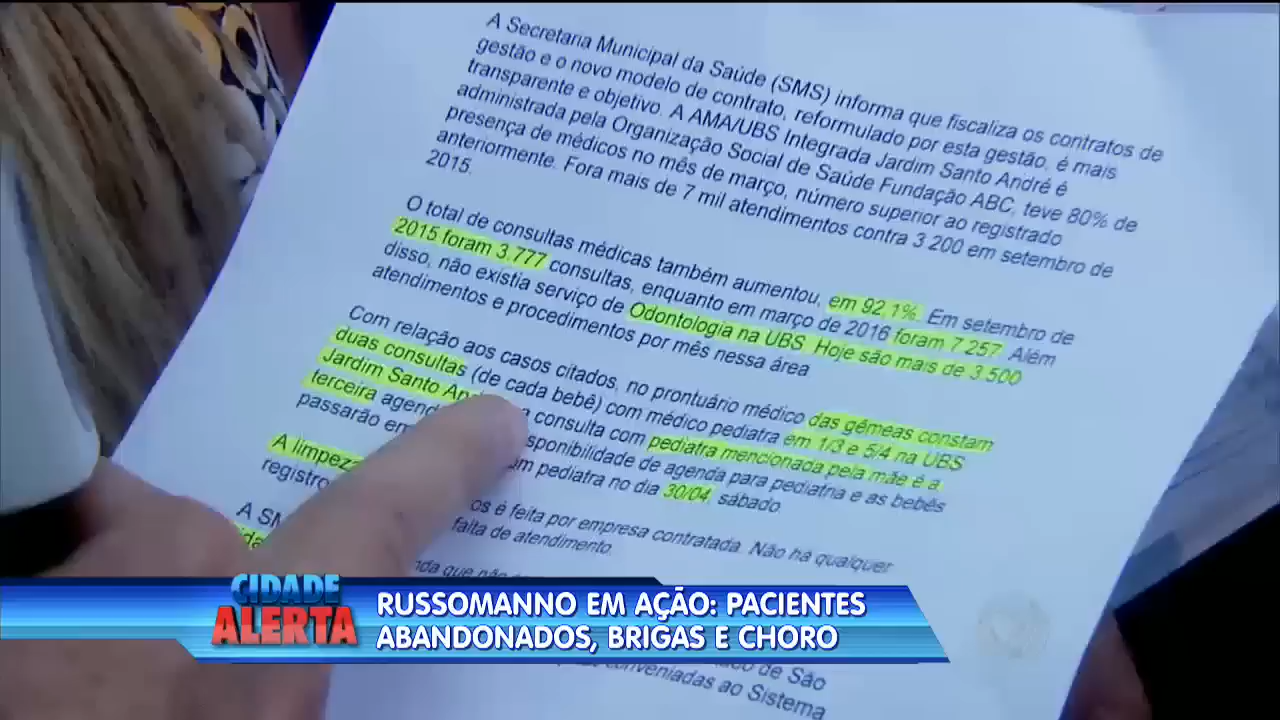 A Secretaria Municipal da Saúde (SMS) informa que fiscaliza os contratos de
gestão e o novo modelo de contrato, reformulado por esta gestão, é mais
transparente e objetivo. A AMA/UBS Integrada Jardim Santo André é
administrada pela Organização Social de Saúde Fundação ABC, teve 80% de
presença de médicos no mês de março, número superior ao registrado
anteriormente. Fora mais de 7 mil atendimentos contra 3.200 em setembro de
2015.
O total de consultas médicas também aumentou, em 92,1%. Em setembro de
2015 foram 3.777 consultas, enquanto em março de 2016 foram 7.257. Além
disso, não existia serviço de Odontologia na UBS. Hoje são mais de 3.500
atendimentos e procedimentos por mês nessa área
Com relação aos casos citados, no prontuário médico das gêmeas constam
duas consultas (de cada bebê) com médico pediatra em 1/3 e 5/4 na UBS
Jardim Santo consulta com pediatra mencionada pela mãe é a
terceira disponibilidade de agenda para pediatria e as bebês
passarão em pediatra no dia 30/04, sábado
A limpeza é feita por empresa contratada. Não há qualquer
registro falta de atendimento.
A SM que
CIDADE
ALERTA
RUSSOMANNO EM AÇÃO: PACIENTES
ABANDONADOS, BRIGAS E CHORO
de São
conveniadas ao Sistema